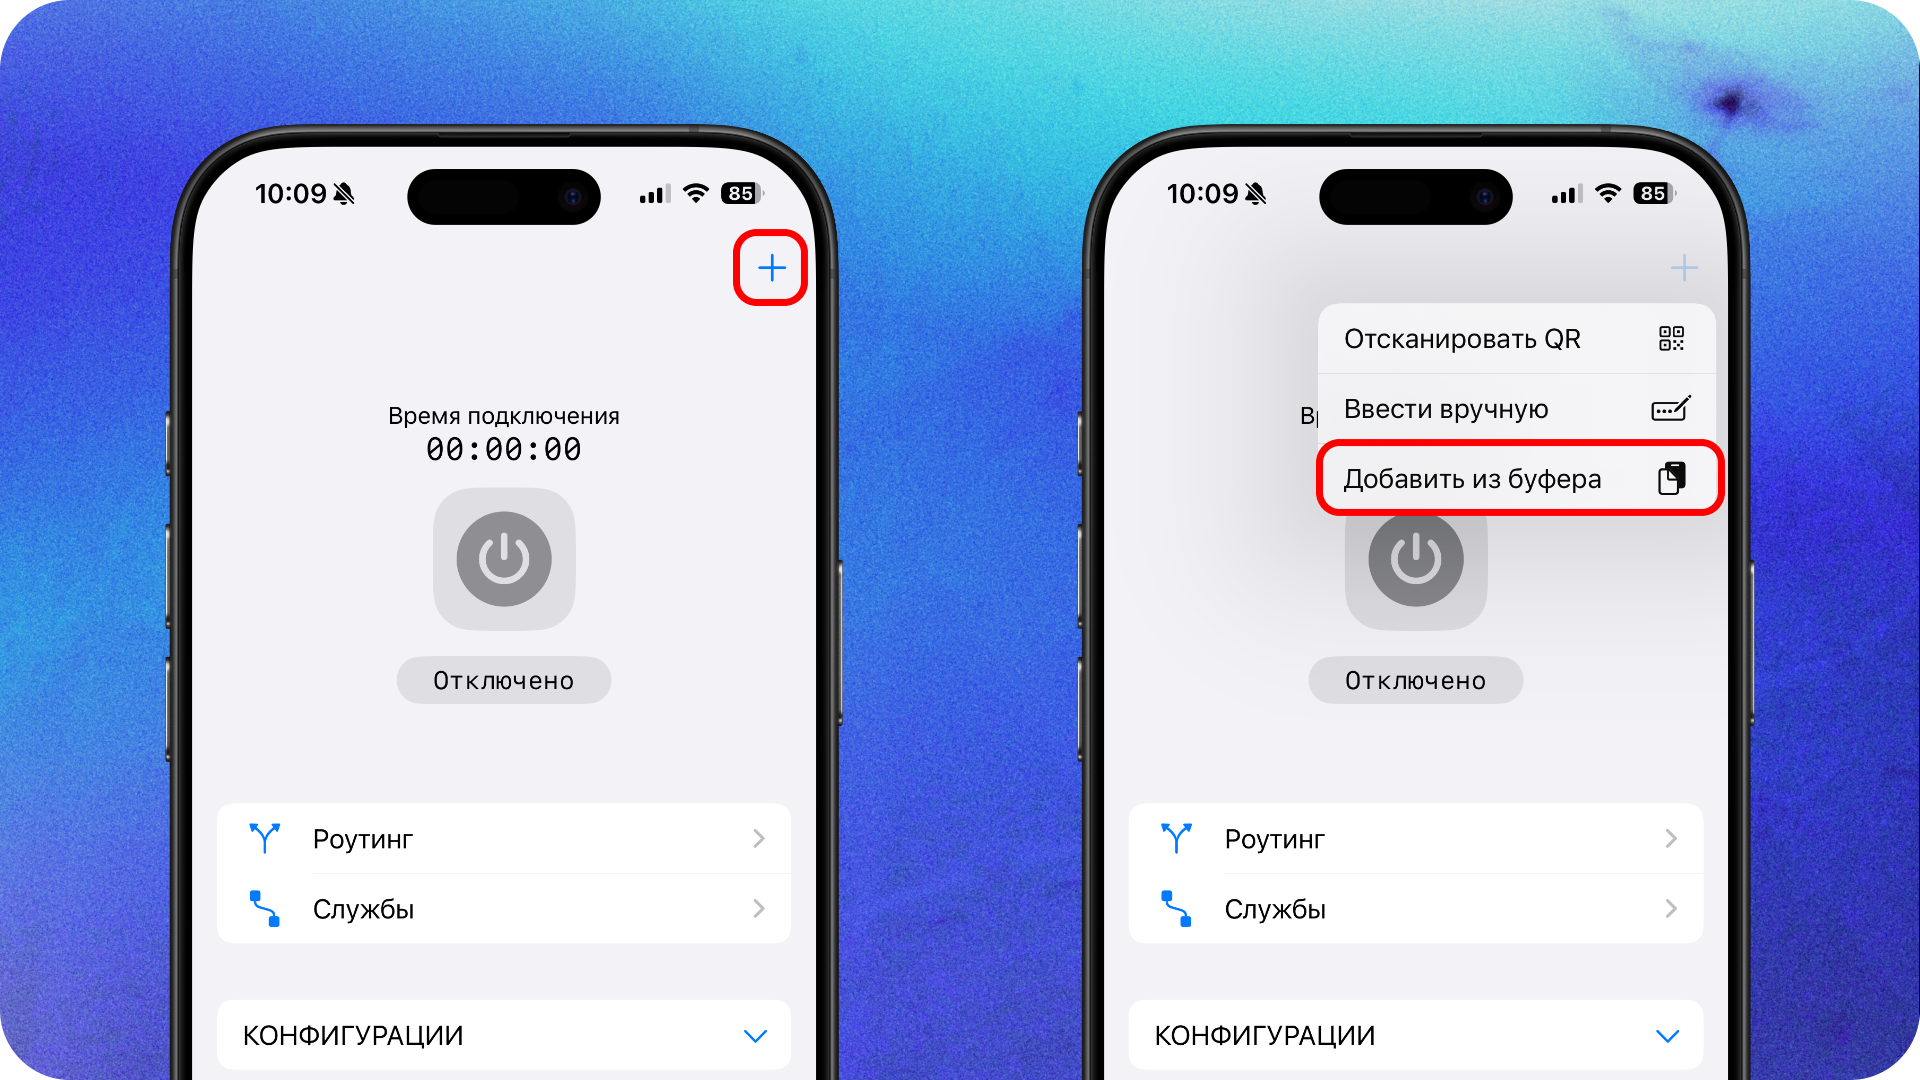 10:09
85
Время подключения
00:00:00
Отключено
Роутинг
Службы
КОНФИГУРАЦИИ
10:09
85
Отсканировать QR
Ввести вручную
Добавить из буфера
Отключено
Роутинг
Службы
КОНФИГУРАЦИИ